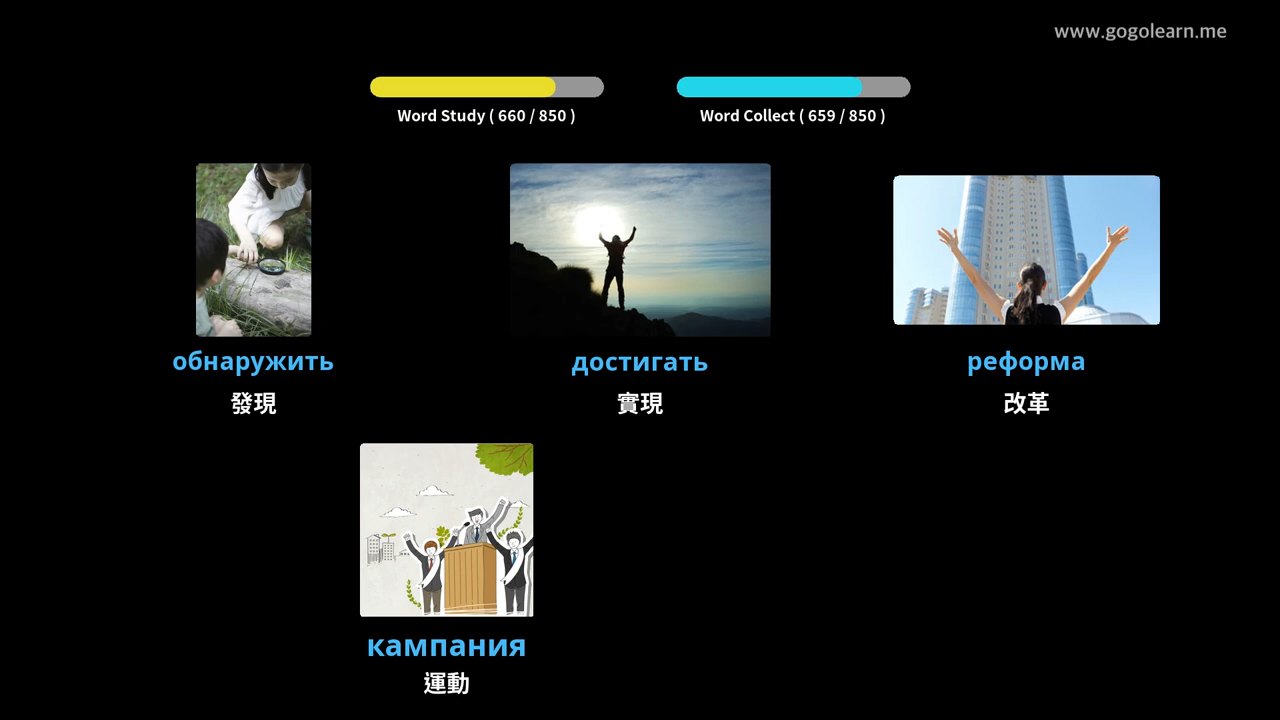 www.gogolearn.me
Word Study ( 660 / 850 )
Word Collect ( 659 / 850 )
обнаружить
發現
достигать
實現
реформа
改革
кампания
運動